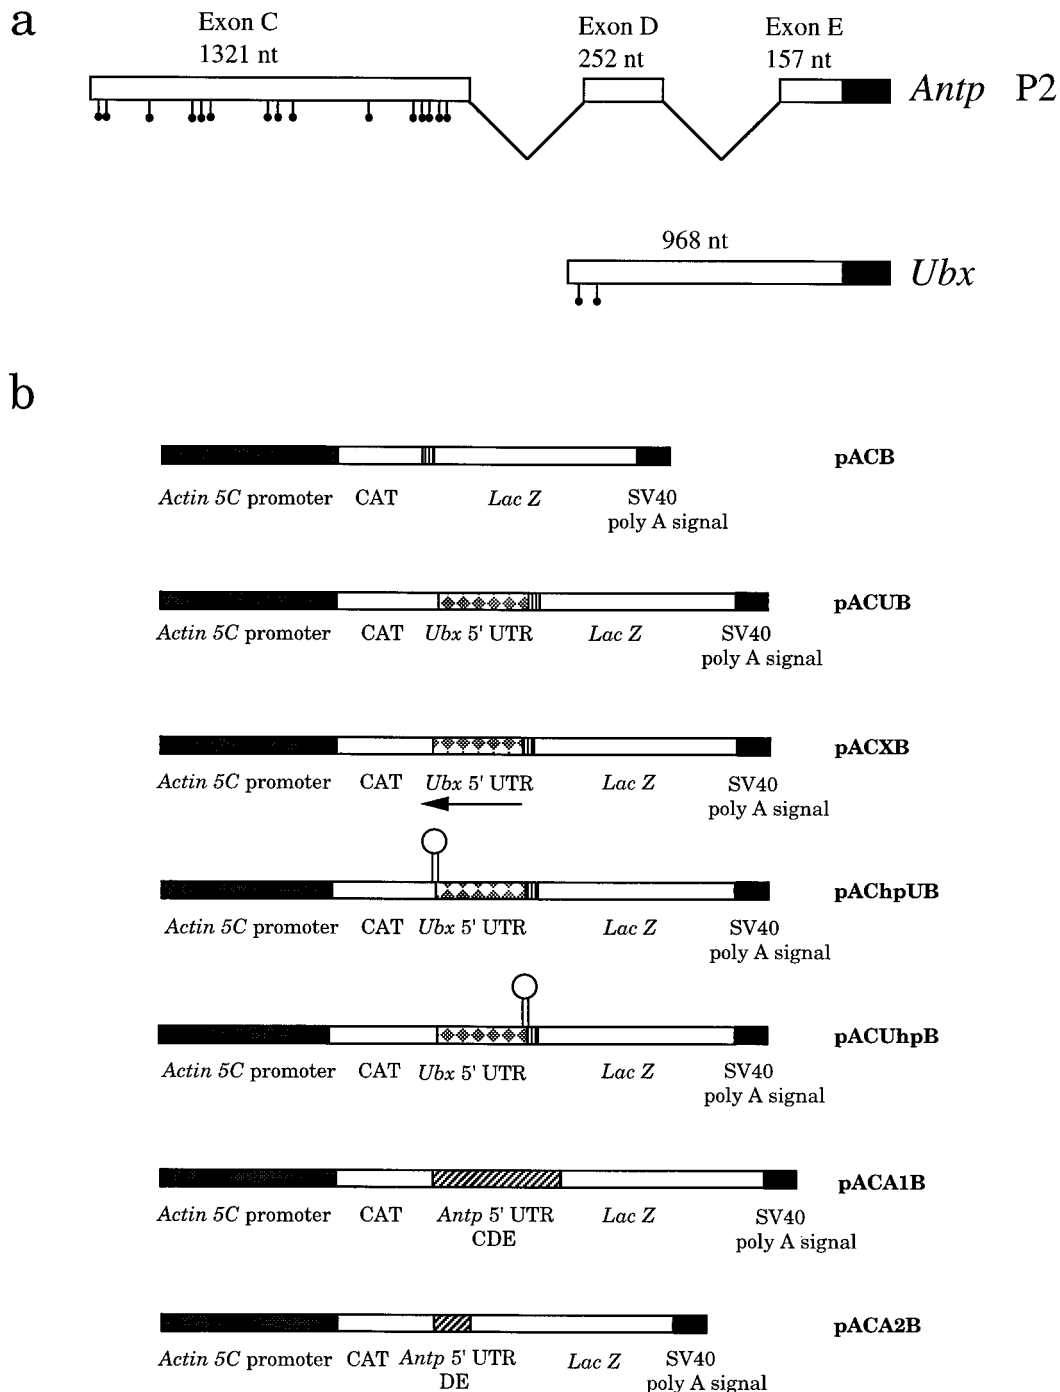 a
Exon C
1321 nt
Exon D
252 nt
Exon E
157 nt
Antp P2
968 nt
Ubx
b
pACB
Actin 5C promoter CAT Lac Z SV40
poly A signal
pACUB
Actin 5C promoter CAT Ubx 5' UTR Lac Z SV40
poly A signal
pACXB
Actin 5C promoter CAT Ubx 5' UTR Lac Z SV40
poly A signal
pAChpUB
Actin 5C promoter CAT Ubx 5' UTR Lac Z SV40
poly A signal
pACUhpB
Actin 5C promoter CAT Ubx 5' UTR Lac Z SV40
poly A signal
pACA1B
Actin 5C promoter CAT Antp 5' UTR Lac Z SV40
CDE poly A signal
pACA2B
Actin 5C promoter CAT Antp 5' UTR Lac Z SV40
DE poly A signal